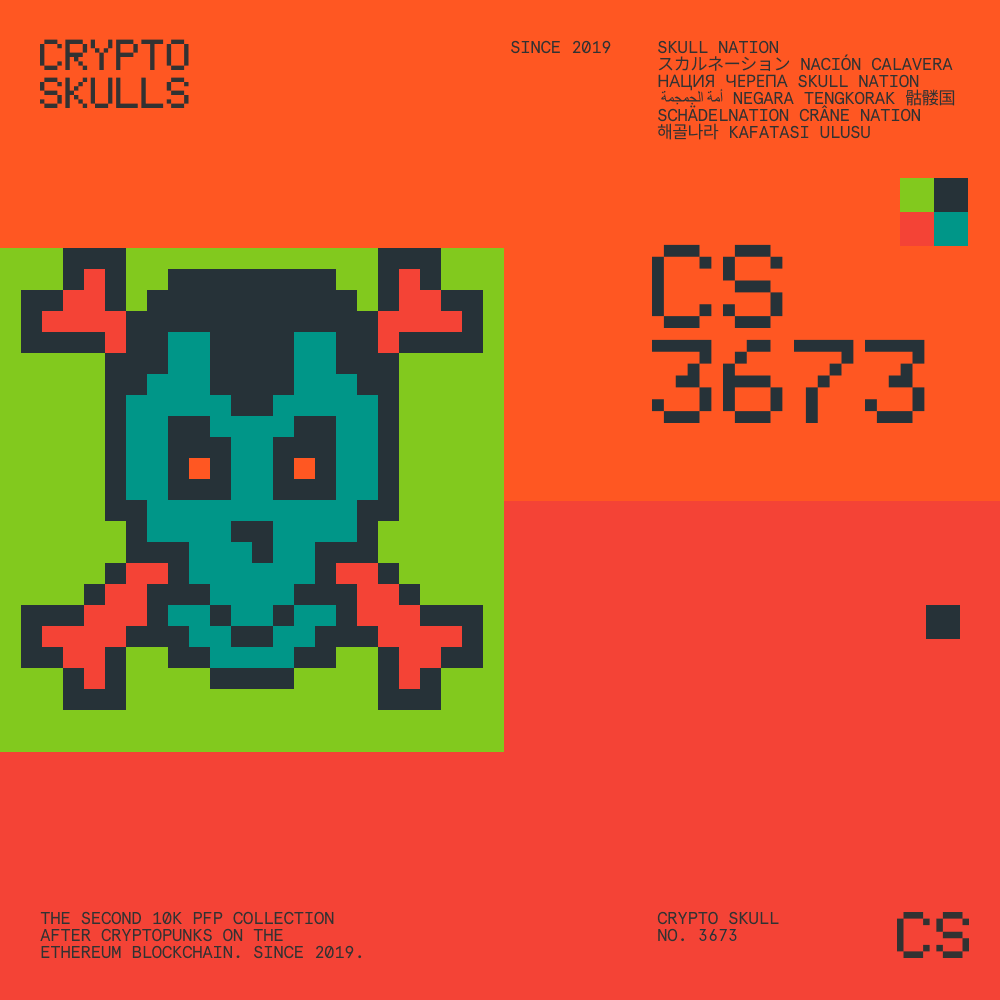 CRYPTO
SKULLS
SINCE 2019
SKULL NATION
スカルネーション NACIÓN CALAVERA
НАЦИЯ ЧЕРЕПА SKULL NATION
أمة الجمجمة NEGARA TENGKORAK 骷髅国
SCHÄDELNATION CRÂNE NATION
해골나라 KAFATASI ULUSU
CS
3673
THE SECOND 10K PFP COLLECTION
AFTER CRYPTOPUNKS ON THE
ETHEREUM BLOCKCHAIN. SINCE 2019.
CRYPTO SKULL
NO. 3673
CS